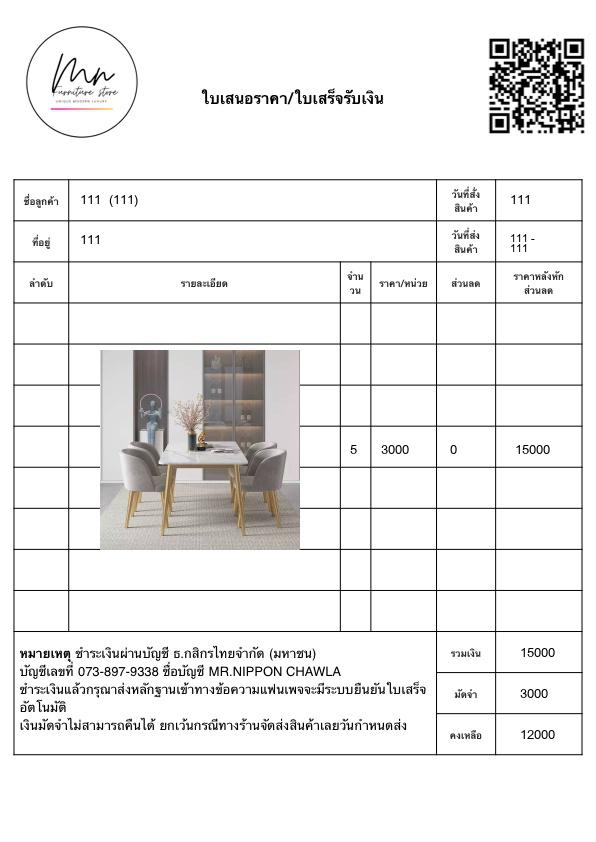 Mn
Furniture Store
UNIQUE MODERN LUXURY
ใบเสนอราคา/ใบเสร็จรับเงิน
ชื่อลูกค้า 111 (111) วันที่สั่ง
สินค้า 111
ที่อยู่ 111 วันที่ส่ง
สินค้า 111 -
111
ลำดับ รายละเอียด จำน
วน ราคา/หน่วย ส่วนลด ราคาหลังหัก
ส่วนลด
5 3000 0 15000
หมายเหตุ ชำระเงินผ่านบัญชี ธ.กสิกรไทยจำกัด (มหาชน)
บัญชีเลขที่ 073-897-9338 ชื่อบัญชี MR.NIPPON CHAWLA
ชำระเงินแล้วกรุณาส่งหลักฐานเข้าทางข้อความแฟนเพจจะมีระบบยืนยันใบเสร็จ
อัตโนมัติ
เงินมัดจำไม่สามารถคืนได้ ยกเว้นกรณีทางร้านจัดส่งสินค้าเลยวันกำหนดส่ง
รวมเงิน 15000
มัดจำ 3000
คงเหลือ 12000